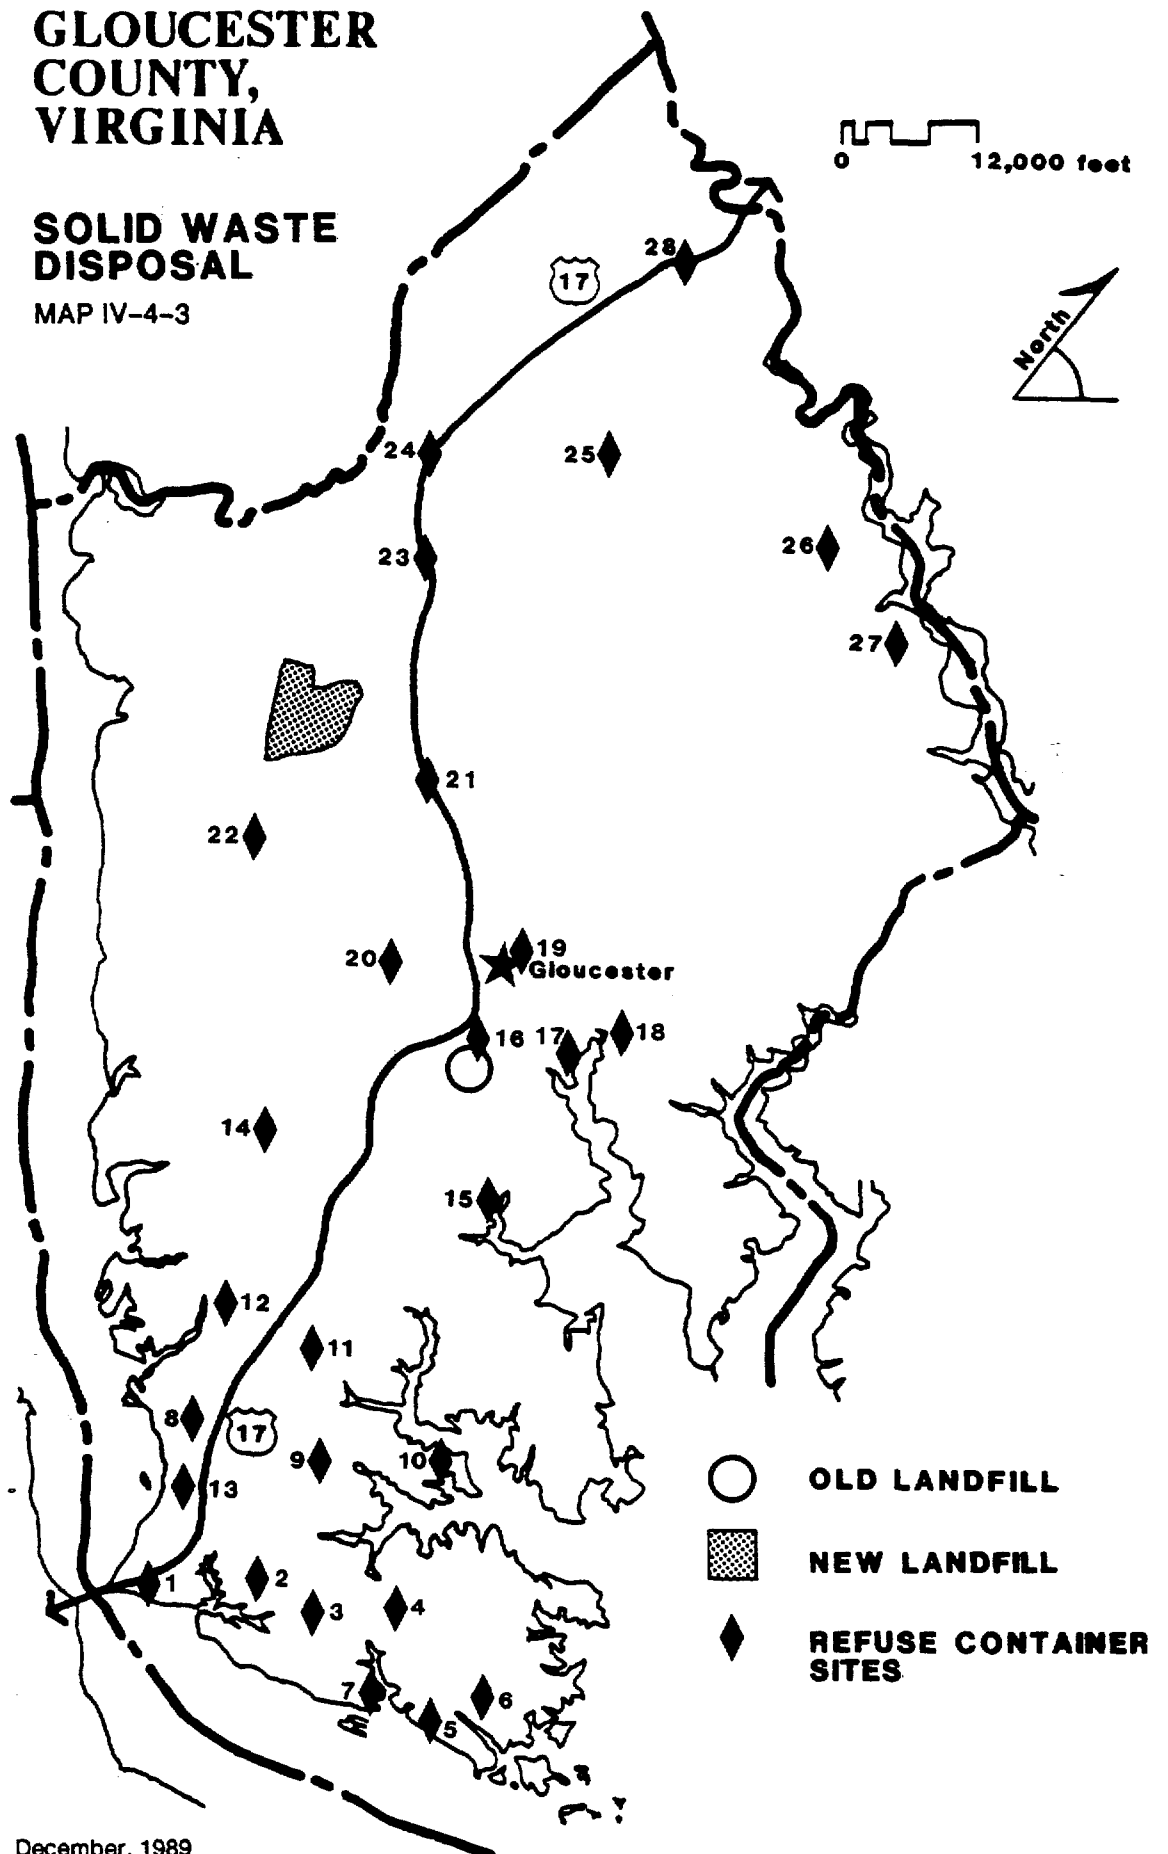 GLOUCESTER
COUNTY,
VIRGINIA
SOLID WASTE
DISPOSAL
MAP IV-4-3
0 12,000 feet
North
28
17
24
25
23
26
27
21
22
20
19
Gloucester
16
17
18
14
15
12
11
8
17
9
10
13
1
2
3
4
7
6
5
OLD LANDFILL
NEW LANDFILL
REFUSE CONTAINER
SITES
December, 1989